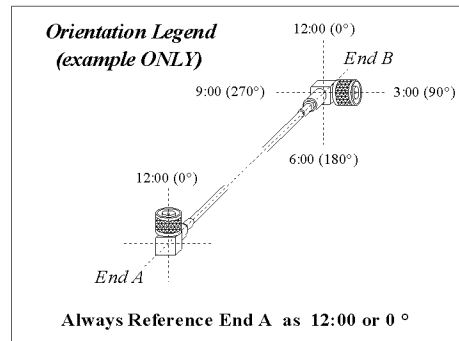 Orientation Legend
(example ONLY)
12:00 (0°)
End B
9:00 (270°)
3:00 (90°)
6:00 (180°)
12:00 (0°)
End A
Always Reference End A as 12:00 or 0 °